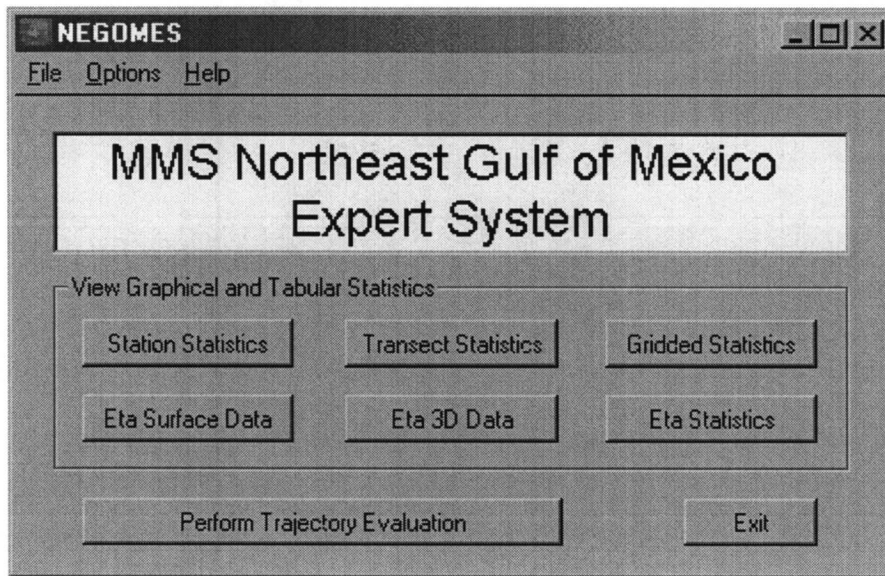 NEGOMES
File Options Help
MMS Northeast Gulf of Mexico
Expert System
View Graphical and Tabular Statistics
Station Statistics Transect Statistics Gridded Statistics
Eta Surface Data Eta 3D Data Eta Statistics
Perform Trajectory Evaluation Exit